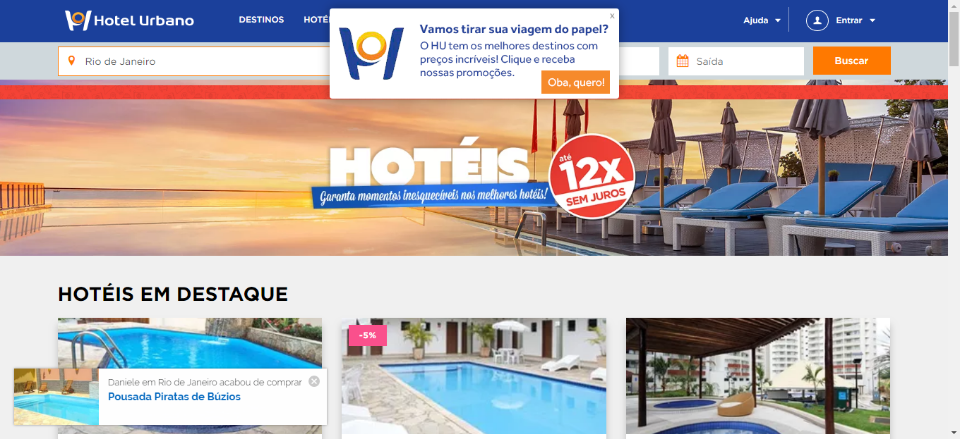 Hotel Urbano
DESTINOS
HOTÉ
Ajuda
Entrar
x
Vamos tirar sua viagem do papel?
O HU tem os melhores destinos com
preços incríveis! Clique e receba
nossas promoções.
Oba, quero!
Rio de Janeiro
Saída
Buscar
HOTÉIS
Garanta momentos inesquecíveis nos melhores hotéis!
até
12x
SEM JUROS
HOTÉIS EM DESTAQUE
-5%
Daniele em Rio de Janeiro acabou de comprar
Pousada Piratas de Búzios